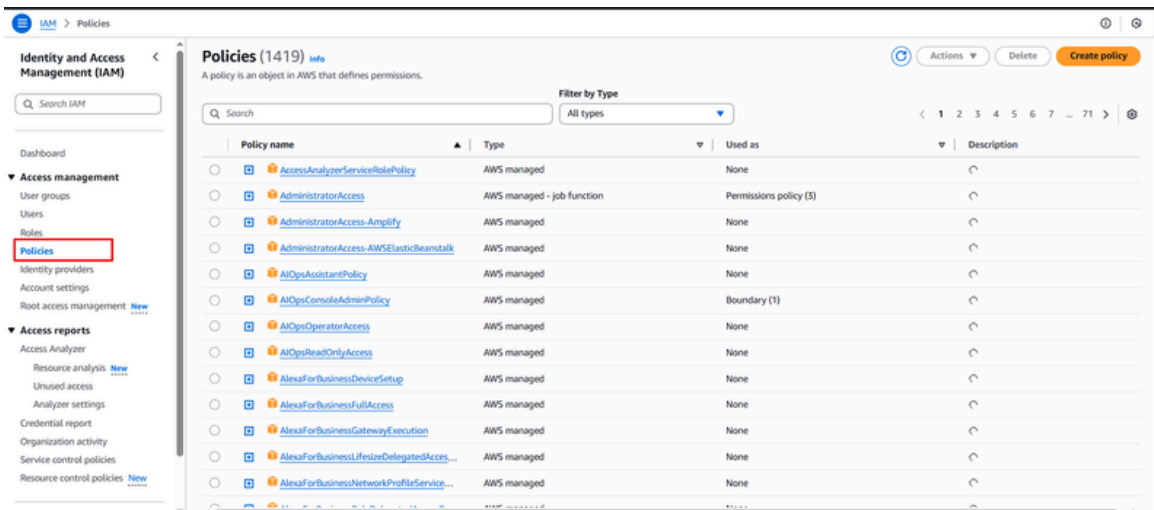 IAM > Policies
Identity and Access
Management (IAM)
Search IAM
Dashboard
Access management
User groups
Users
Roles
Policies
Identity providers
Account settings
Root access management New
Access reports
Access Analyzer
Resource analysis New
Unused access
Analyzer settings
Credential report
Organization activity
Service control policies
Resource control policies New
Policies (1419) Info
A policy is an object in AWS that defines permissions.
Actions Delete Create policy
Filter by Type
Search All types
1 2 3 4 5 6 7 ... 71
Policy name Type Used as Description
AccessAnalyzerServiceRolePolicy AWS managed None
AdministratorAccess AWS managed - job function Permissions policy (3)
AdministratorAccess-Amplify AWS managed None
AdministratorAccess-AWSElasticBeanstalk AWS managed None
AIOpsAssistantPolicy AWS managed None
AIOpsConsoleAdminPolicy AWS managed Boundary (1)
AIOpsOperatorAccess AWS managed None
AIOpsReadOnlyAccess AWS managed None
AlexaForBusinessDeviceSetup AWS managed None
AlexaForBusinessFullAccess AWS managed None
AlexaForBusinessGatewayExecution AWS managed None
AlexaForBusinessLifesizeDelegatedAcces... AWS managed None
AlexaForBusinessNetworkProfileService... AWS managed None